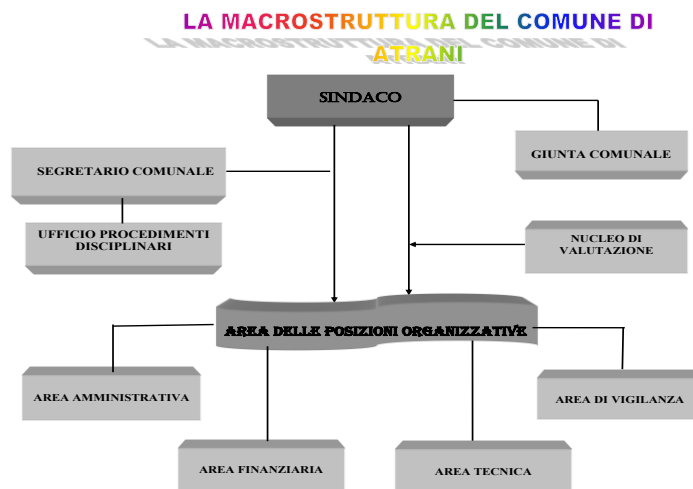 LA MACROSTRUTTURA DEL COMUNE DI
ATRANI
SINDACO
GIUNTA COMUNALE
SEGRETARIO COMUNALE
UFFICIO PROCEDIMENTI
DISCIPLINARI
NUCLEO DI
VALUTAZIONE
AREA DELLE POSIZIONI ORGANIZZATIVE
AREA AMMINISTRATIVA
AREA DI VIGILANZA
AREA FINANZIARIA
AREA TECNICA